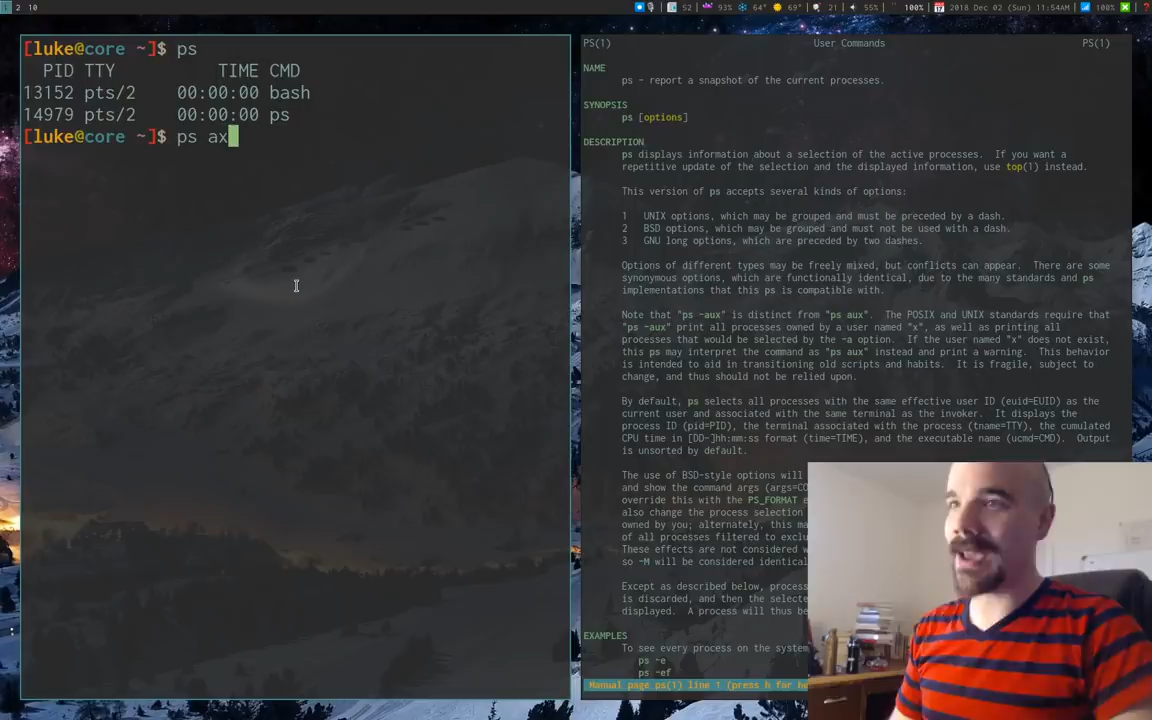 1 2 10
52 93% 64° 69° 21 55% 100% 2018 Dec 02 (Sun) 11:54AM 100%
[luke@core ~]$ ps
PID TTY TIME CMD
13152 pts/2 00:00:00 bash
14979 pts/2 00:00:00 ps
[luke@core ~]$ ps ax
PS(1) User Commands PS(1)
NAME
ps - report a snapshot of the current processes.
SYNOPSIS
ps [options]
DESCRIPTION
ps displays information about a selection of the active processes. If you want a
repetitive update of the selection and the displayed information, use top(1) instead.
This version of ps accepts several kinds of options:
1 UNIX options, which may be grouped and must be preceded by a dash.
2 BSD options, which may be grouped and must not be used with a dash.
3 GNU long options, which are preceded by two dashes.
Options of different types may be freely mixed, but conflicts can appear. There are some
synonymous options, which are functionally identical, due to the many standards and ps
implementations that this ps is compatible with.
Note that "ps -aux" is distinct from "ps aux". The POSIX and UNIX standards require that
"ps -aux" print all processes owned by a user named "x", as well as printing all
processes that would be selected by the -a option. If the user named "x" does not exist,
this ps may interpret the command as "ps aux" instead and print a warning. This behavior
is intended to aid in transitioning old scripts and habits. It is fragile, subject to
change, and thus should not be relied upon.
By default, ps selects all processes with the same effective user ID (euid=EUID) as the
current user and associated with the same terminal as the invoker. It displays the
process ID (pid=PID), the terminal associated with the process (tname=TTY), the cumulated
CPU time in [DD-]hh:mm:ss format (time=TIME), and the executable name (ucmd=CMD). Output
is unsorted by default.
The use of BSD-style options will
and show the command args (args=CO
override this with the PS_FORMAT e
also change the process selection
owned by you; alternately, this ma
of all processes filtered to exclu
These effects are not considered w
so -M will be considered identical
Except as described below, process
is discarded, and then the selecte
displayed. A process will thus be
EXAMPLES
To see every process on the system
ps -e
ps -ef
Manual page ps(1) line 1 (press h for he